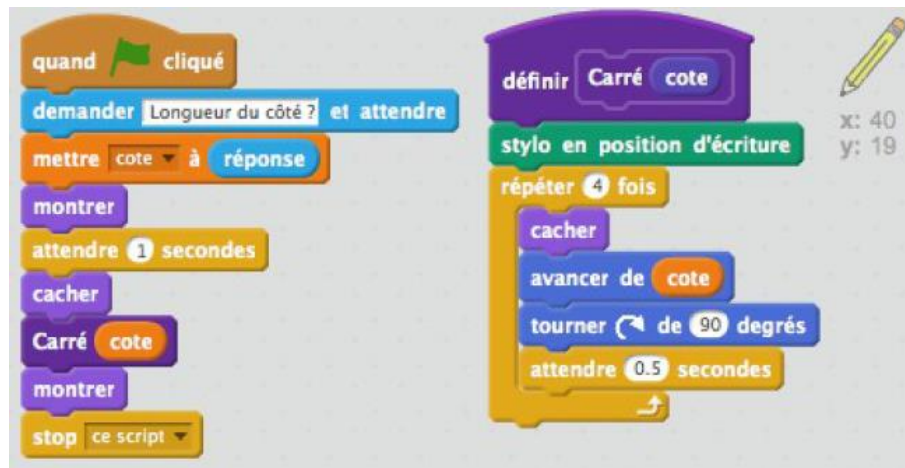 quand cliqué
demander Longueur du côté ? et attendre
mettre cote à réponse
montrer
attendre 1 secondes
cacher
Carré cote
montrer
stop ce script
définir Carré cote
stylo en position d'écriture
répéter 4 fois
cacher
avancer de cote
tourner de 90 degrés
attendre 0.5 secondes
x: 40
y: 19